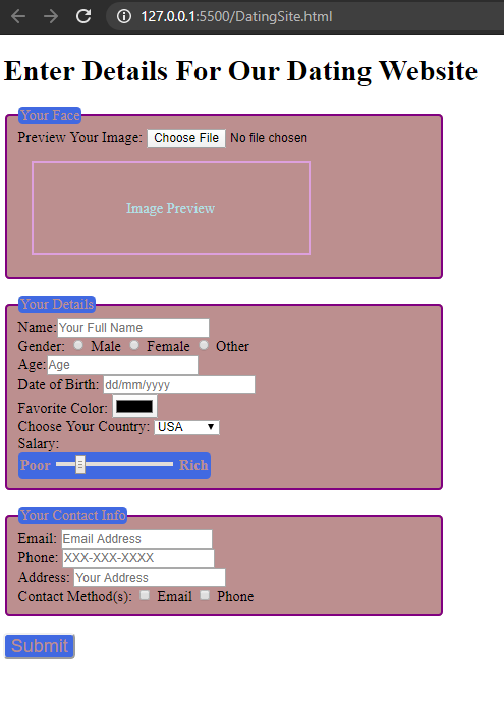 127.0.0.1:5500/DatingSite.html
Enter Details For Our Dating Website
Your Face
Preview Your Image: Choose File No file chosen
Image Preview
Your Details
Name: Your Full Name
Gender: Male Female Other
Age: Age
Date of Birth: dd/mm/yyyy
Favorite Color:
Choose Your Country: USA
Salary:
Poor Rich
Your Contact Info
Email: Email Address
Phone: XXX-XXX-XXXX
Address: Your Address
Contact Method(s): Email Phone
Submit